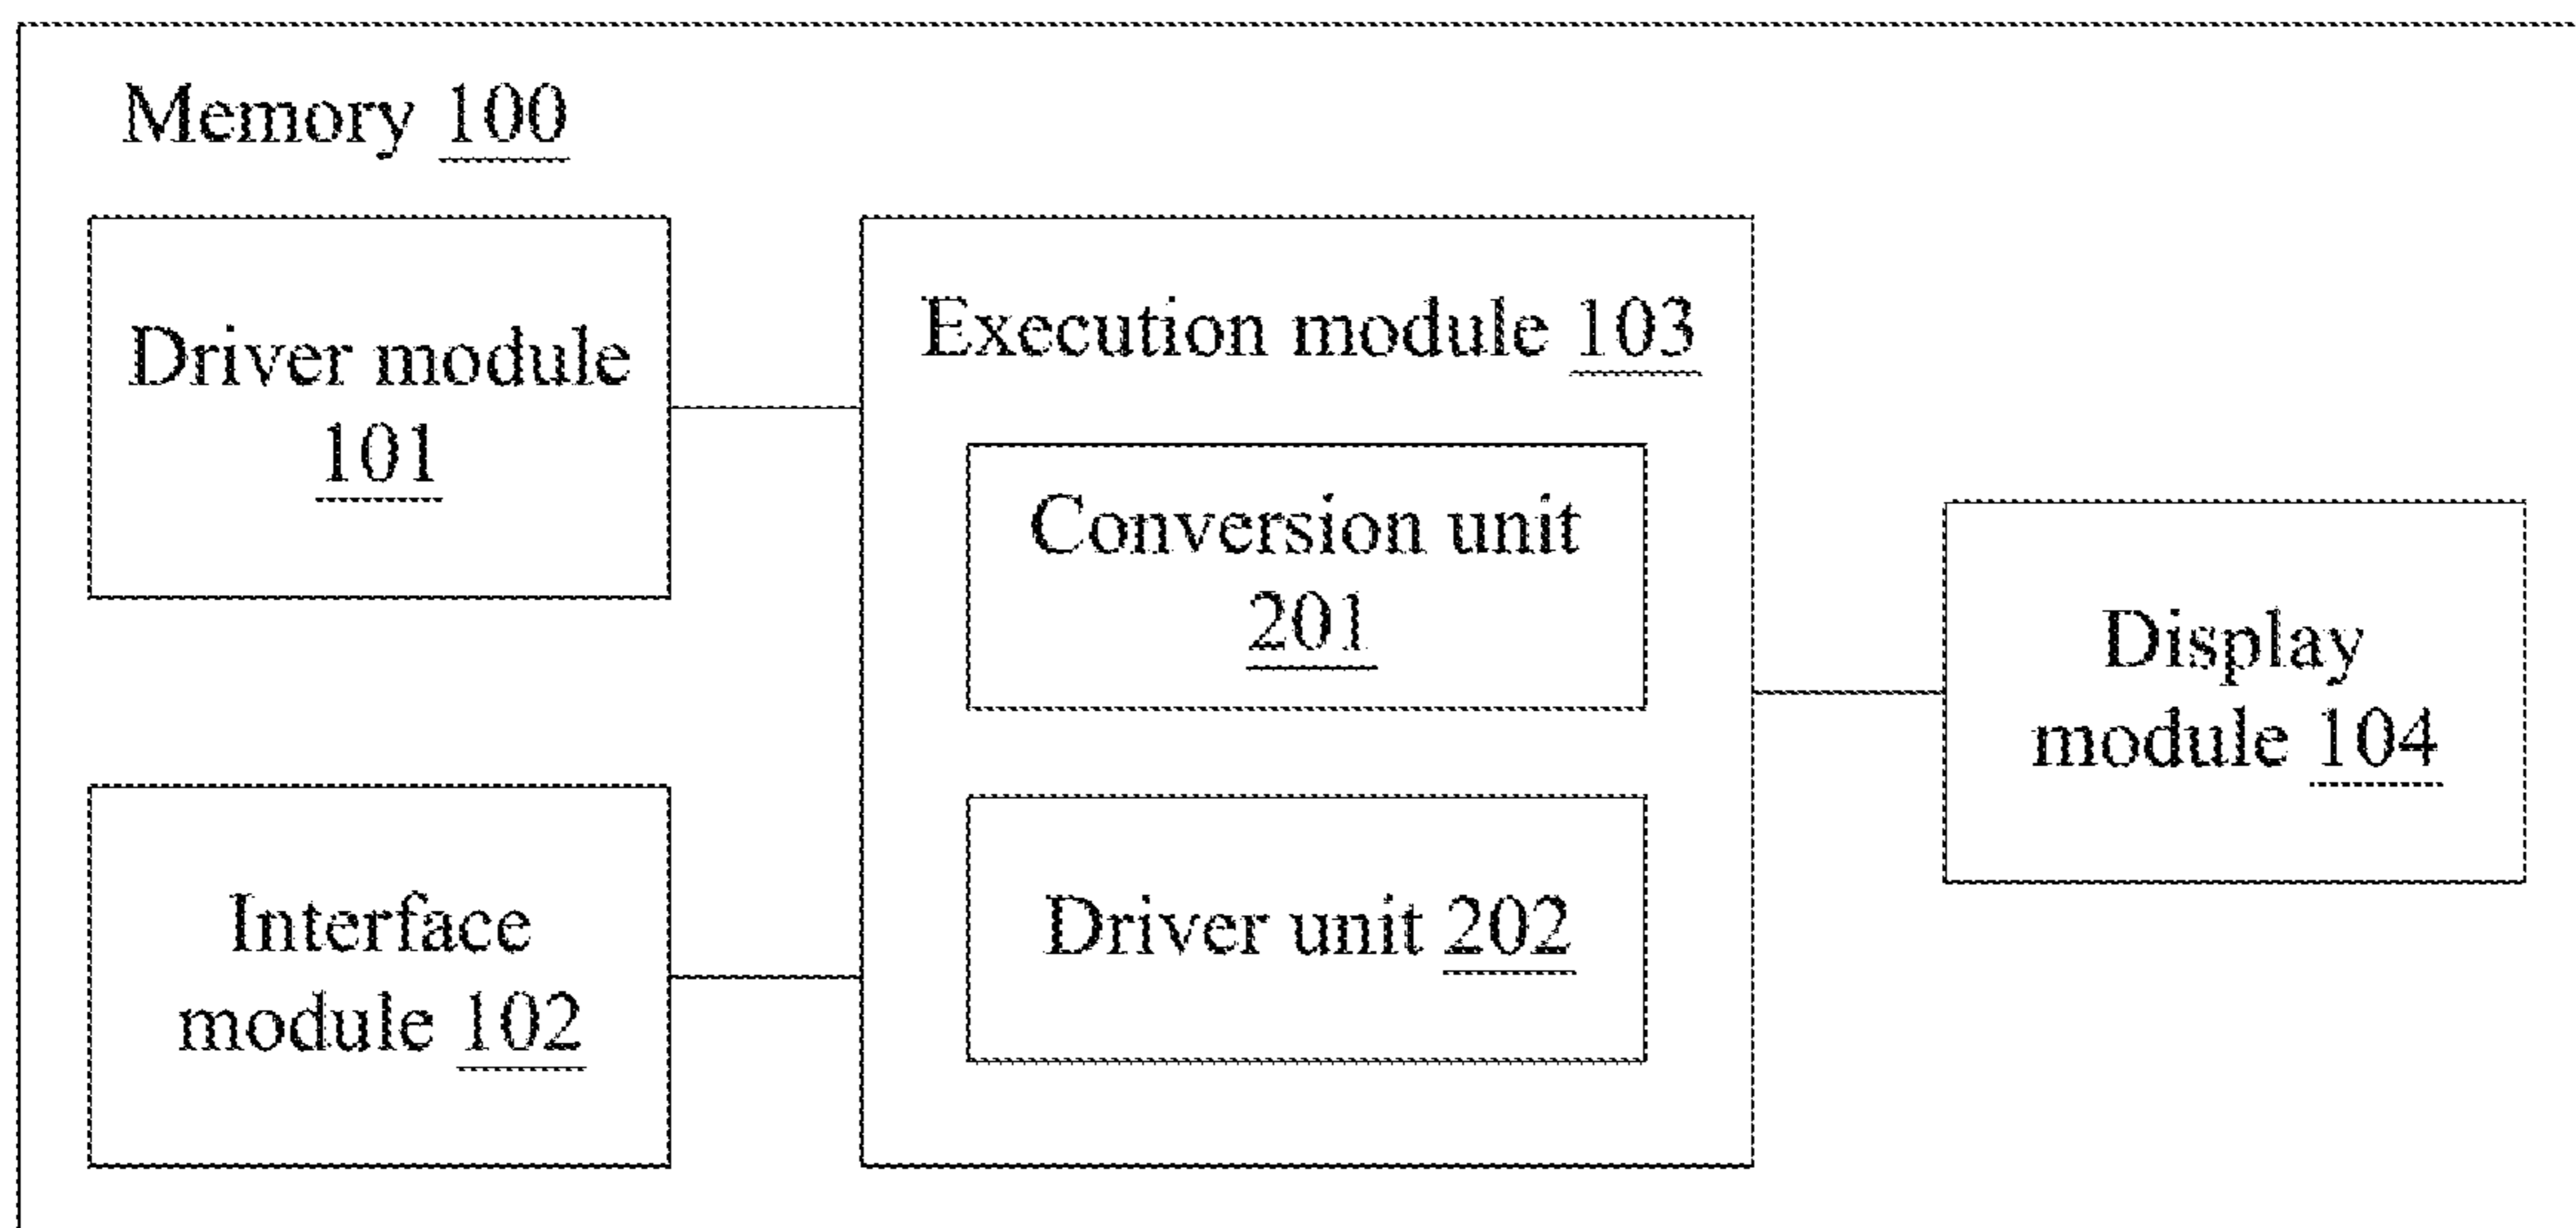 Memory 100
Driver module
101
Interface
module 102
Execution module 103
Conversion unit
201
Driver unit 202
Display
module 104